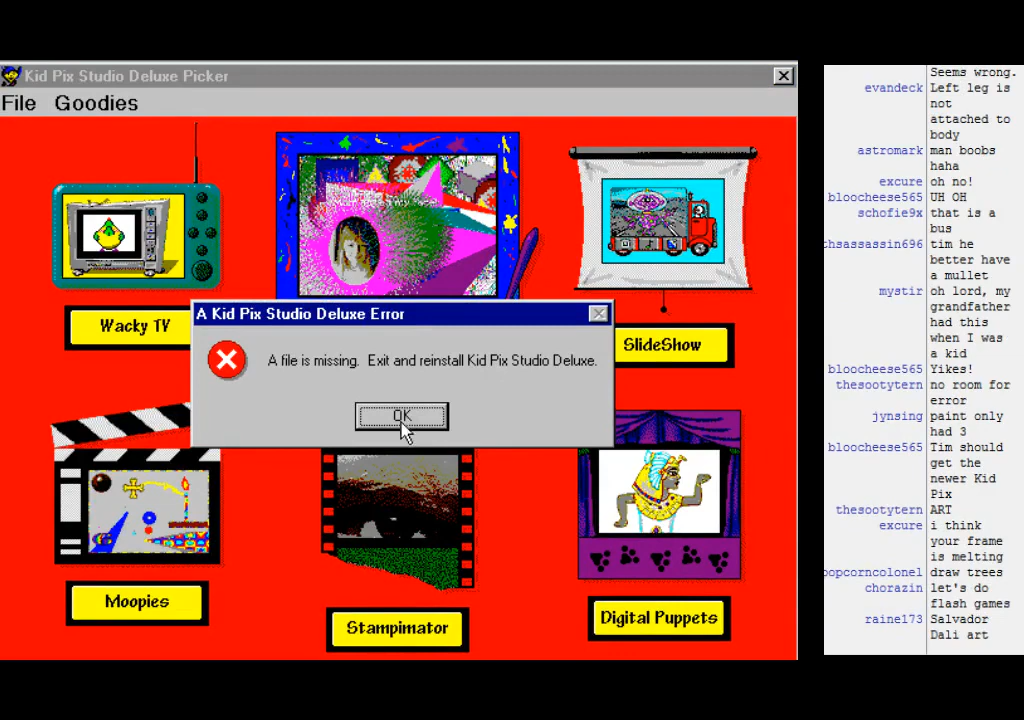 Kid Pix Studio Deluxe Picker
File Goodies
Wacky TV
SlideShow
A Kid Pix Studio Deluxe Error
A file is missing. Exit and reinstall Kid Pix Studio Deluxe.
OK
Moopies
Stampimator
Digital Puppets
Seems wrong.
evandeck Left leg is
not
attached to
body
astromark man boobs
haha
excure oh no!
bloocheese565 UH OH
schofie9x that is a
bus
thsassassin696 tim he
better have
a mullet
mystir oh lord, my
grandfather
had this
when I was
a kid
bloocheese565 Yikes!
thesootytern no room for
error
jynsing paint only
had 3
bloocheese565 Tim should
get the
newer Kid
Pix
thesootytern ART
excure i think
your frame
is melting
popcorncolonel draw trees
chorazin let's do
flash games
raine173 Salvador
Dali art